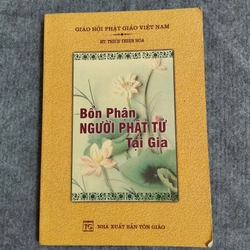 GIÁO HỘI PHẬT GIÁO VIỆT NAM
HT. THÍCH THIỆN HOA
Bổn Phận
NGƯỜI PHẬT TỬ
Tại Gia
NHÀ XUẤT BẢN TÔN GIÁO